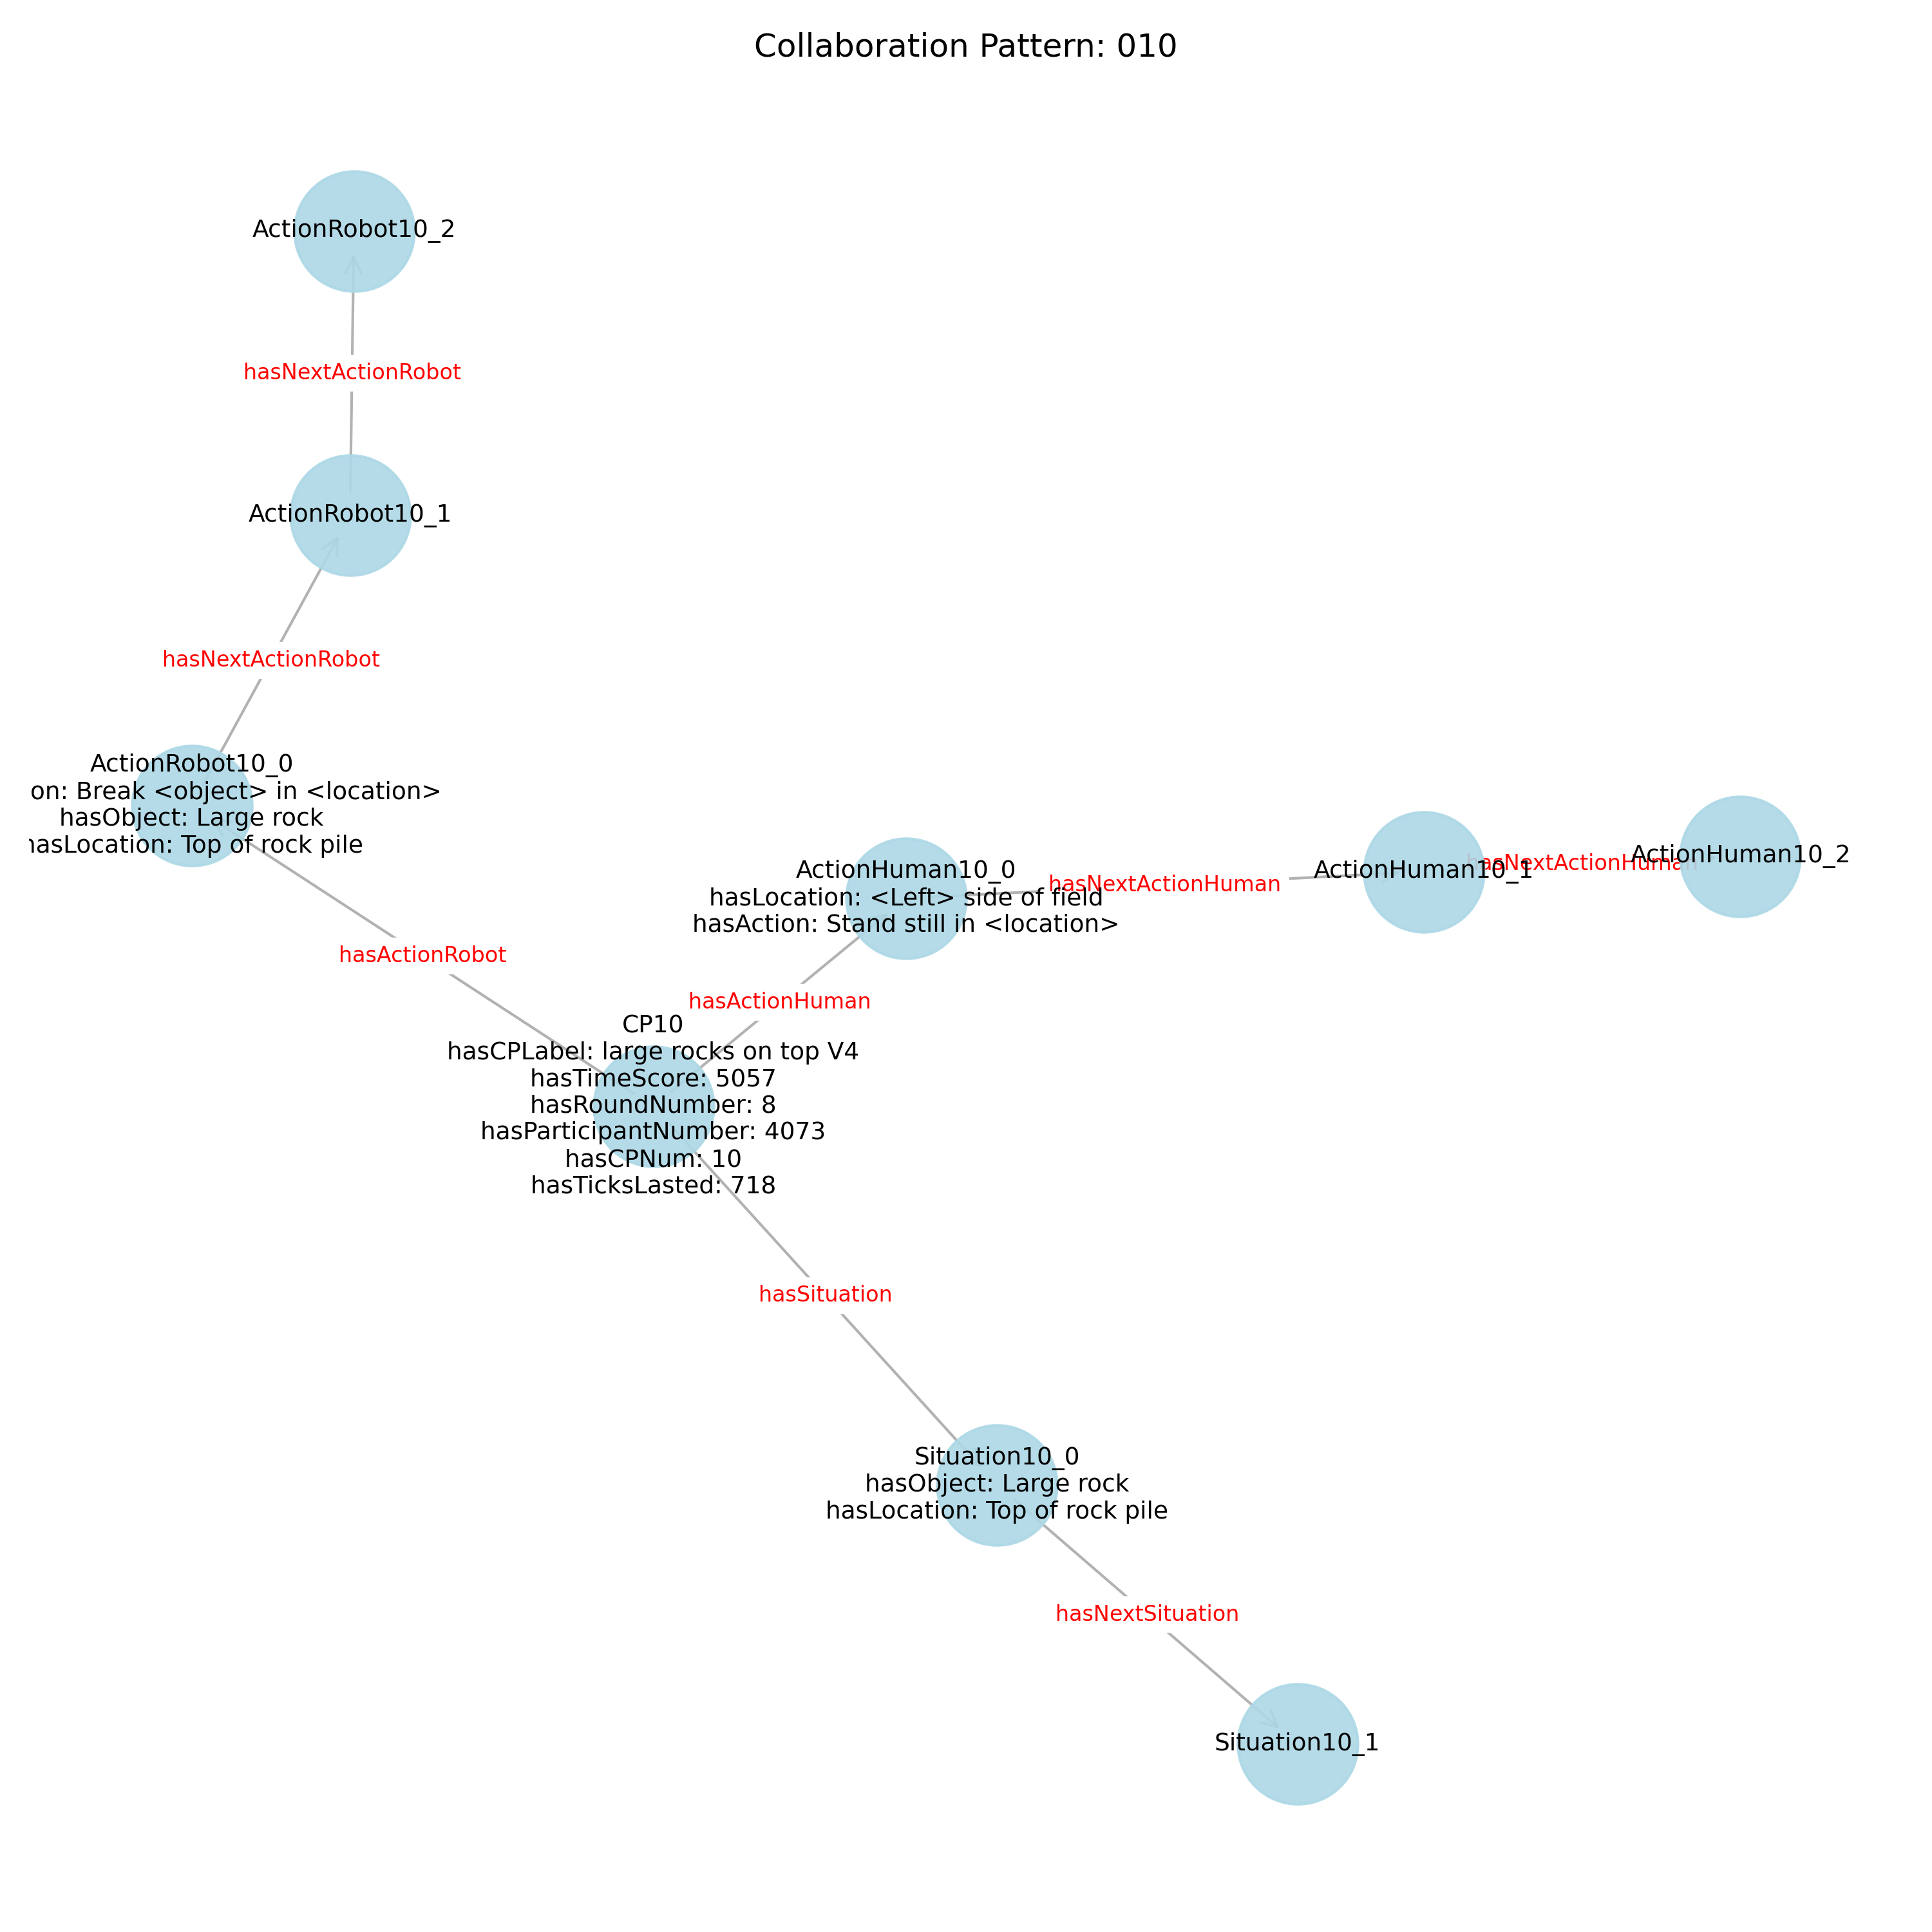 Collaboration Pattern: 010
ActionRobot10_2
hasNextActionRobot
ActionRobot10_1
hasNextActionRobot
ActionRobot10_0
on: Break <object> in <location>
hasObject: Large rock
hasLocation: Top of rock pile
hasActionRobot
ActionHuman10_0
hasLocation: <Left> side of field
hasAction: Stand still in <location>
hasNextActionHuman
ActionHuman10_1
hasNextActionHuman
ActionHuman10_2
hasActionHuman
CP10
hasCPLabel: large rocks on top V4
hasTimeScore: 5057
hasRoundNumber: 8
hasParticipantNumber: 4073
hasCPNum: 10
hasTicksLasted: 718
hasSituation
Situation10_0
hasObject: Large rock
hasLocation: Top of rock pile
hasNextSituation
Situation10_1